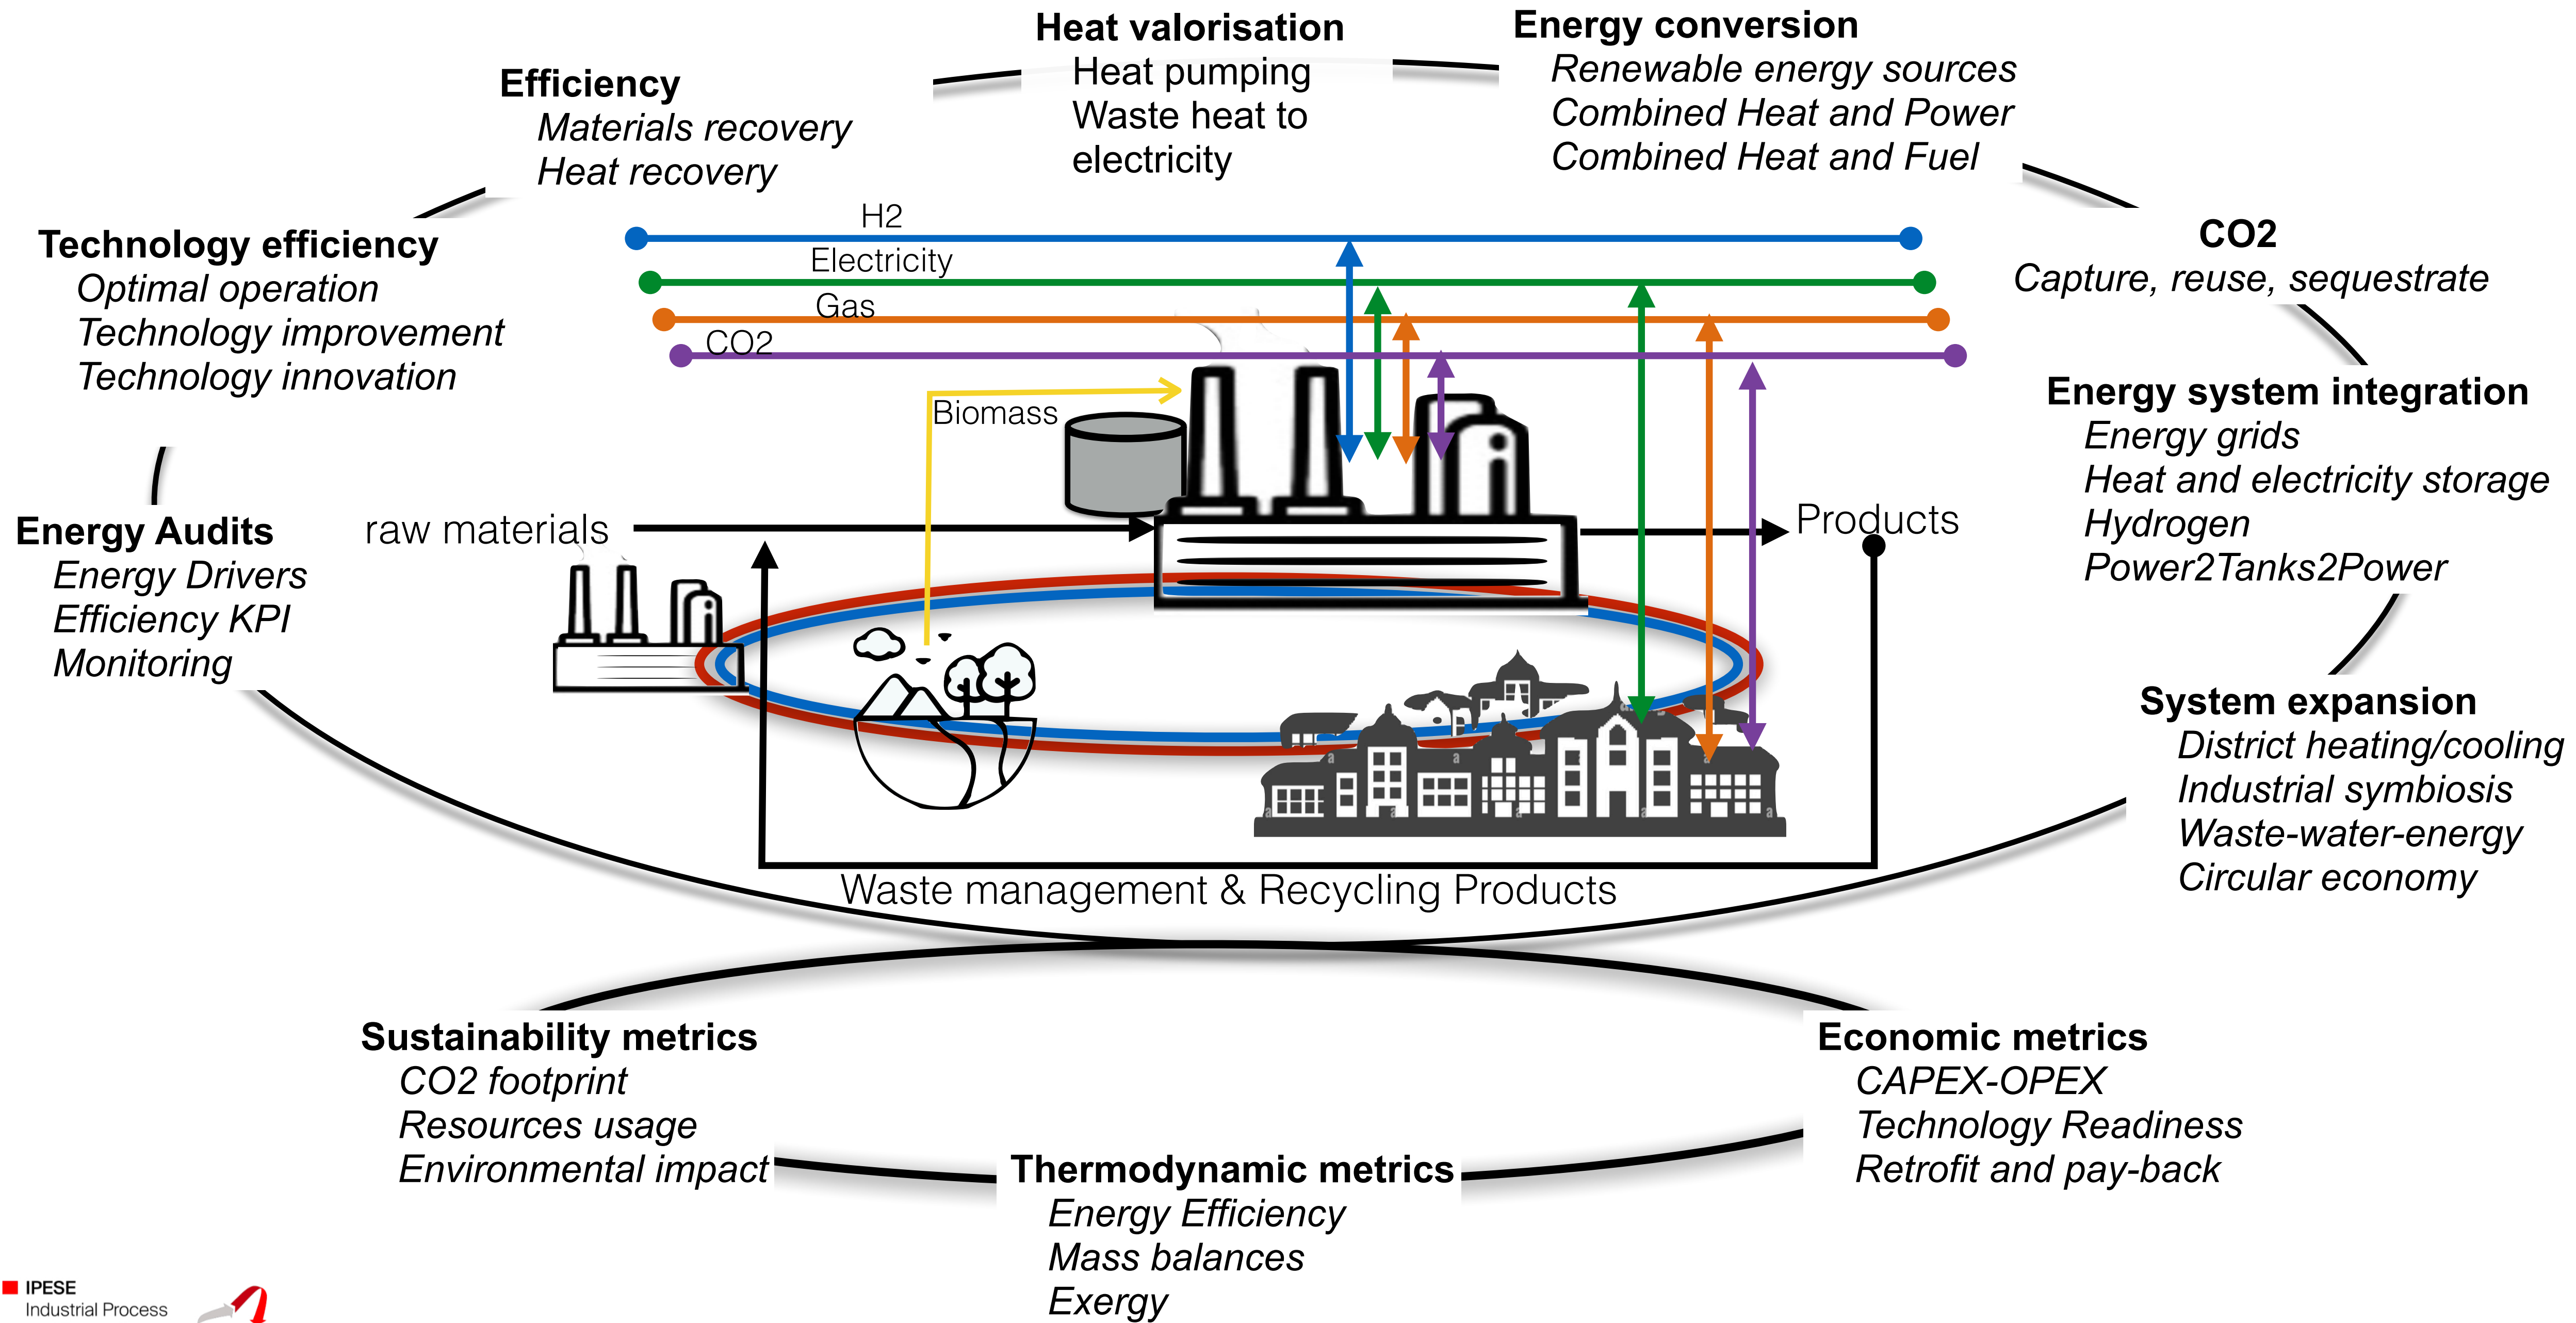 Heat valorisation
Heat pumping
Waste heat to
electricity
Energy conversion
Renewable energy sources
Combined Heat and Power
Combined Heat and Fuel
Efficiency
Materials recovery
Heat recovery
Technology efficiency
Optimal operation
Technology improvement
Technology innovation
H2
Electricity
Gas
CO2
CO2
Capture, reuse, sequestrate
Biomass
Energy system integration
Energy grids
Heat and electricity storage
Hydrogen
Power2Tanks2Power
Energy Audits
Energy Drivers
Efficiency KPI
Monitoring
raw materials
Products
System expansion
District heating/cooling
Industrial symbiosis
Waste-water-energy
Circular economy
Waste management & Recycling Products
Sustainability metrics
CO2 footprint
Resources usage
Environmental impact
Thermodynamic metrics
Energy Efficiency
Mass balances
Exergy
Economic metrics
CAPEX-OPEX
Technology Readiness
Retrofit and pay-back
IPESE
Industrial Process